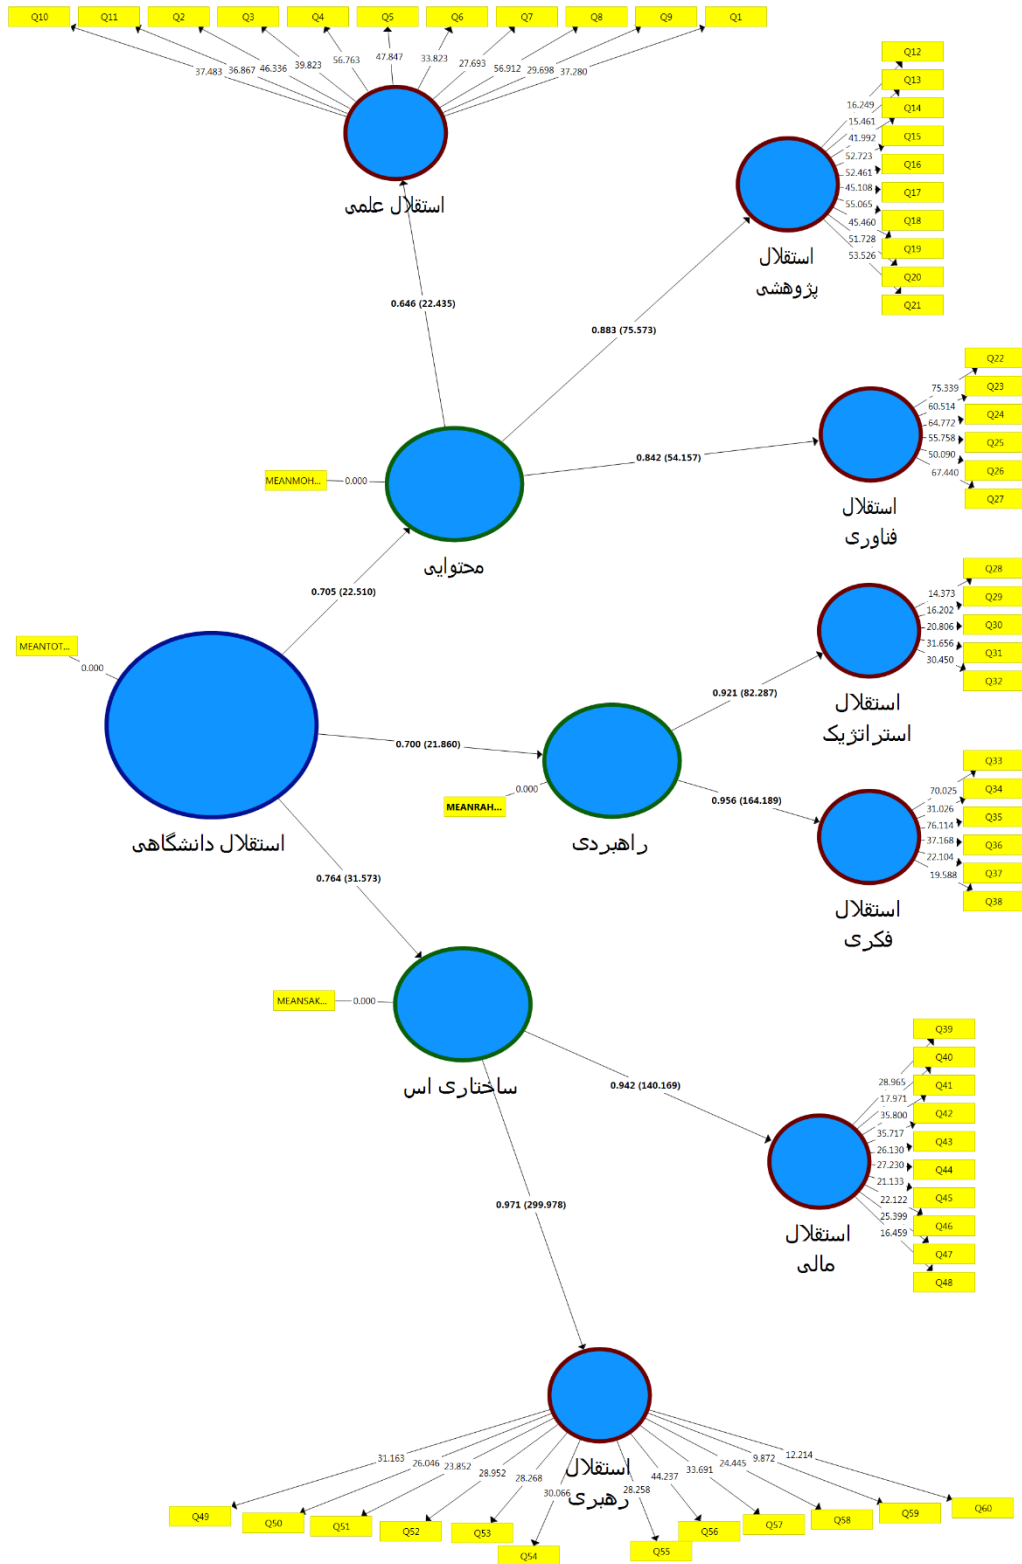 Q10 Q11 Q2 Q3 Q4 Q5 Q6 Q7 Q8 Q9 Q1
37.483 36.867 46.336 39.823 56.763 47.847 33.823 27.693 56.912 29.698 37.280
استقلال علمی
Q12
Q13
Q14
Q15
Q16
Q17
Q18
Q19
Q20
Q21
16.249
15.461
41.992
52.723
52.461
45.108
55.065
45.460
51.728
53.526
استقلال
پژوهشی
0.646 (22.435)
0.883 (75.573)
Q22
Q23
Q24
Q25
Q26
Q27
75.339
60.514
64.772
55.758
50.090
67.440
استقلال
فناوری
0.842 (54.157)
MEANMOH...
0.000
محتوایی
0.705 (22.510)
Q28
Q29
Q30
Q31
Q32
14.373
16.202
20.806
31.656
30.450
استقلال
استراتژیک
MEANTOT...
0.000
استقلال دانشگاهی
0.921 (82.287)
0.700 (21.860)
0.000
MEANRAH...
راهبردی
0.956 (164.189)
Q33
Q34
Q35
Q36
Q37
Q38
70.025
31.026
76.114
37.168
22.104
19.588
استقلال
فکری
0.764 (31.573)
MEANSAK...
0.000
ساختاری اس
0.942 (140.169)
Q39
Q40
Q41
Q42
Q43
Q44
Q45
Q46
Q47
Q48
28.965
17.971
35.800
35.717
26.130
27.230
21.133
22.122
25.399
16.459
استقلال
مالی
0.971 (299.978)
استقلال
رهبری
31.163 26.046 23.852 28.952 28.268 30.066 28.258 44.237 33.691 24.445 9.872 12.214
Q49 Q50 Q51 Q52 Q53 Q54 Q55 Q56 Q57 Q58 Q59 Q60